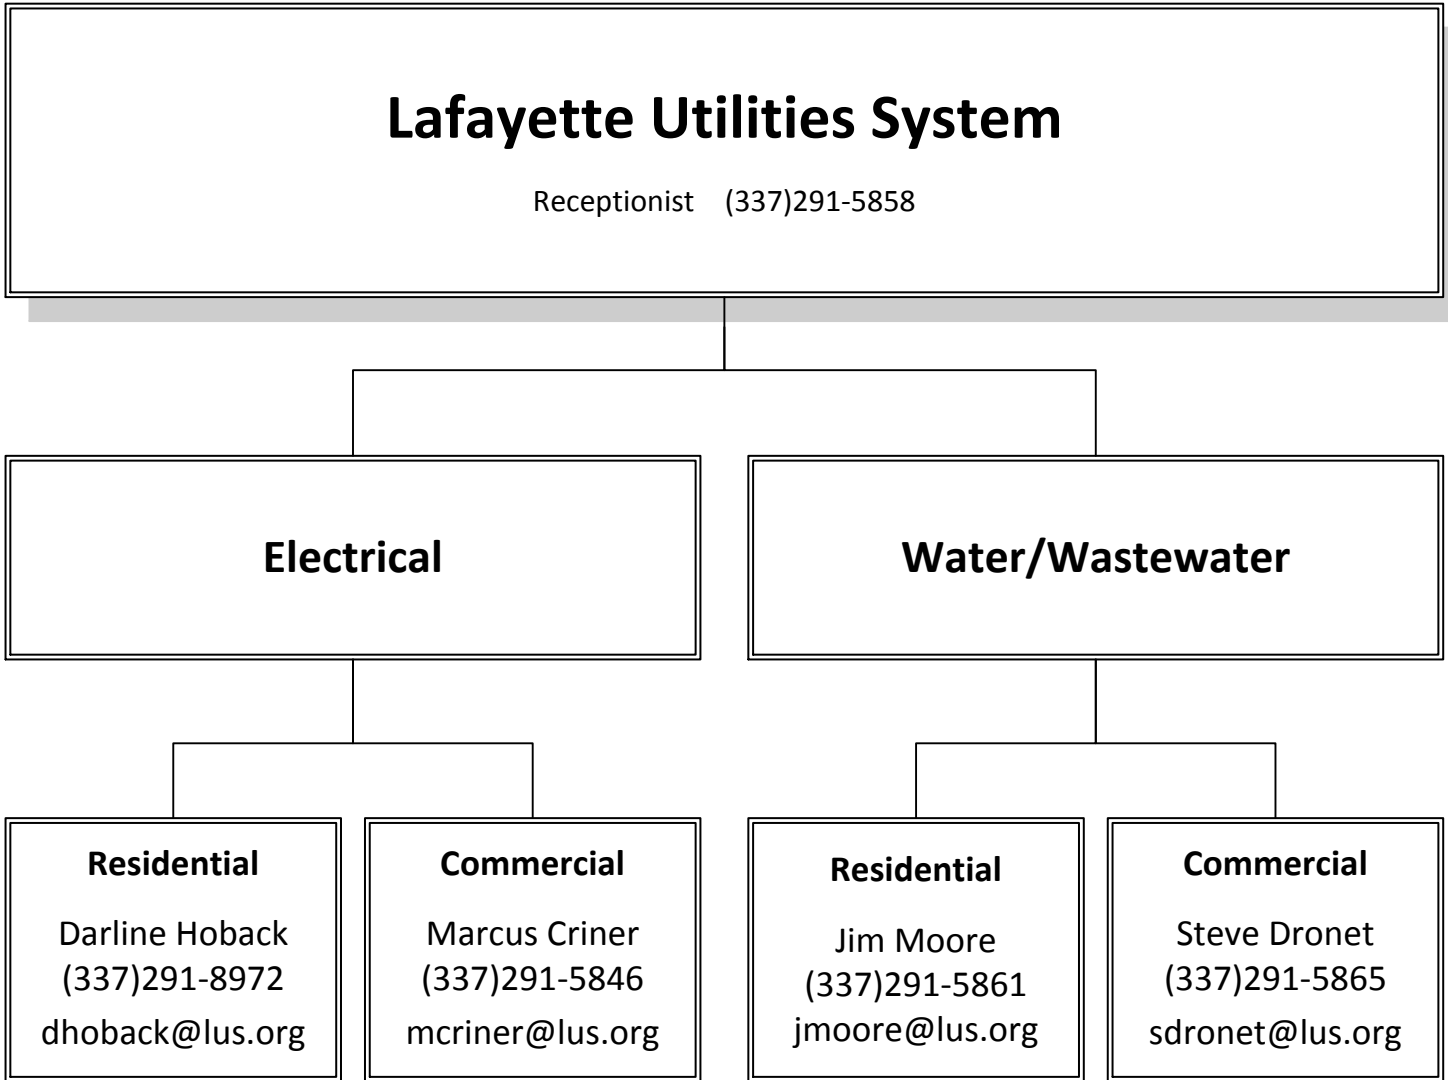 Lafayette Utilities System
Receptionist (337)291-5858
Electrical
Water/Wastewater
Residential
Darline Hoback
(337)291-8972
dhoback@lus.org
Commercial
Marcus Criner
(337)291-5846
mcriner@lus.org
Residential
Jim Moore
(337)291-5861
jmoore@lus.org
Commercial
Steve Dronet
(337)291-5865
sdronet@lus.org